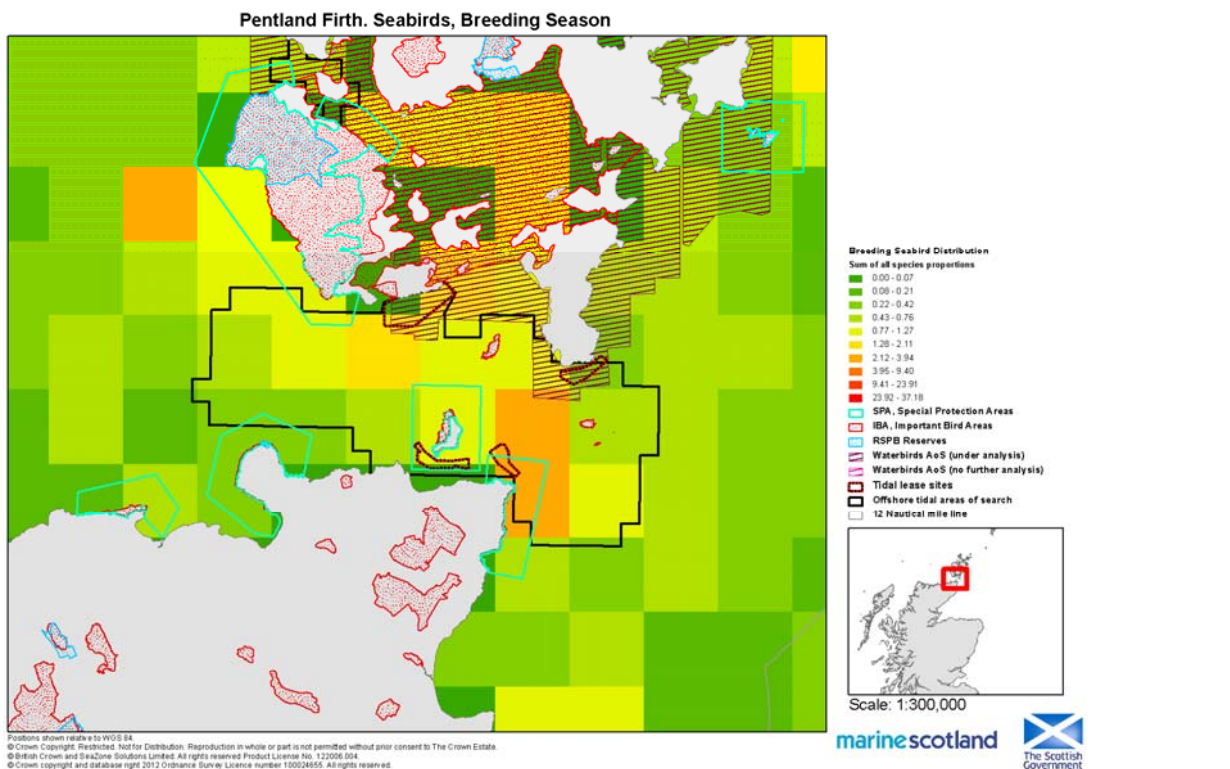 Pentland Firth. Seabirds, Breeding Season
Breeding Seabird Distribution
Sum of all species proportions
0.00 - 0.07
0.08 - 0.21
0.22 - 0.42
0.43 - 0.76
0.77 - 1.27
1.28 - 2.11
2.12 - 3.94
3.95 - 9.40
9.41 - 23.91
23.92 - 37.18
SPA, Special Protection Areas
IBA, Important Bird Areas
RSPB Reserves
Waterbirds AoS (under analysis)
Waterbirds AoS (no further analysis)
Tidal lease sites
Offshore tidal areas of search
12 Nautical mile line
Scale: 1:300,000
marinescotland
The Scottish
Government
Positions shown relative to WGS 84.
© Crown Copyright. Restricted. Not for Distribution. Reproduction in whole or part is not permitted without prior consent to The Crown Estate.
© British Crown and SeaZone Solutions Limited. All rights reserved Product License No. 122006.004.
© Crown copyright and database right 2012 Ordnance Survey Licence number 100024655. All rights reserved.